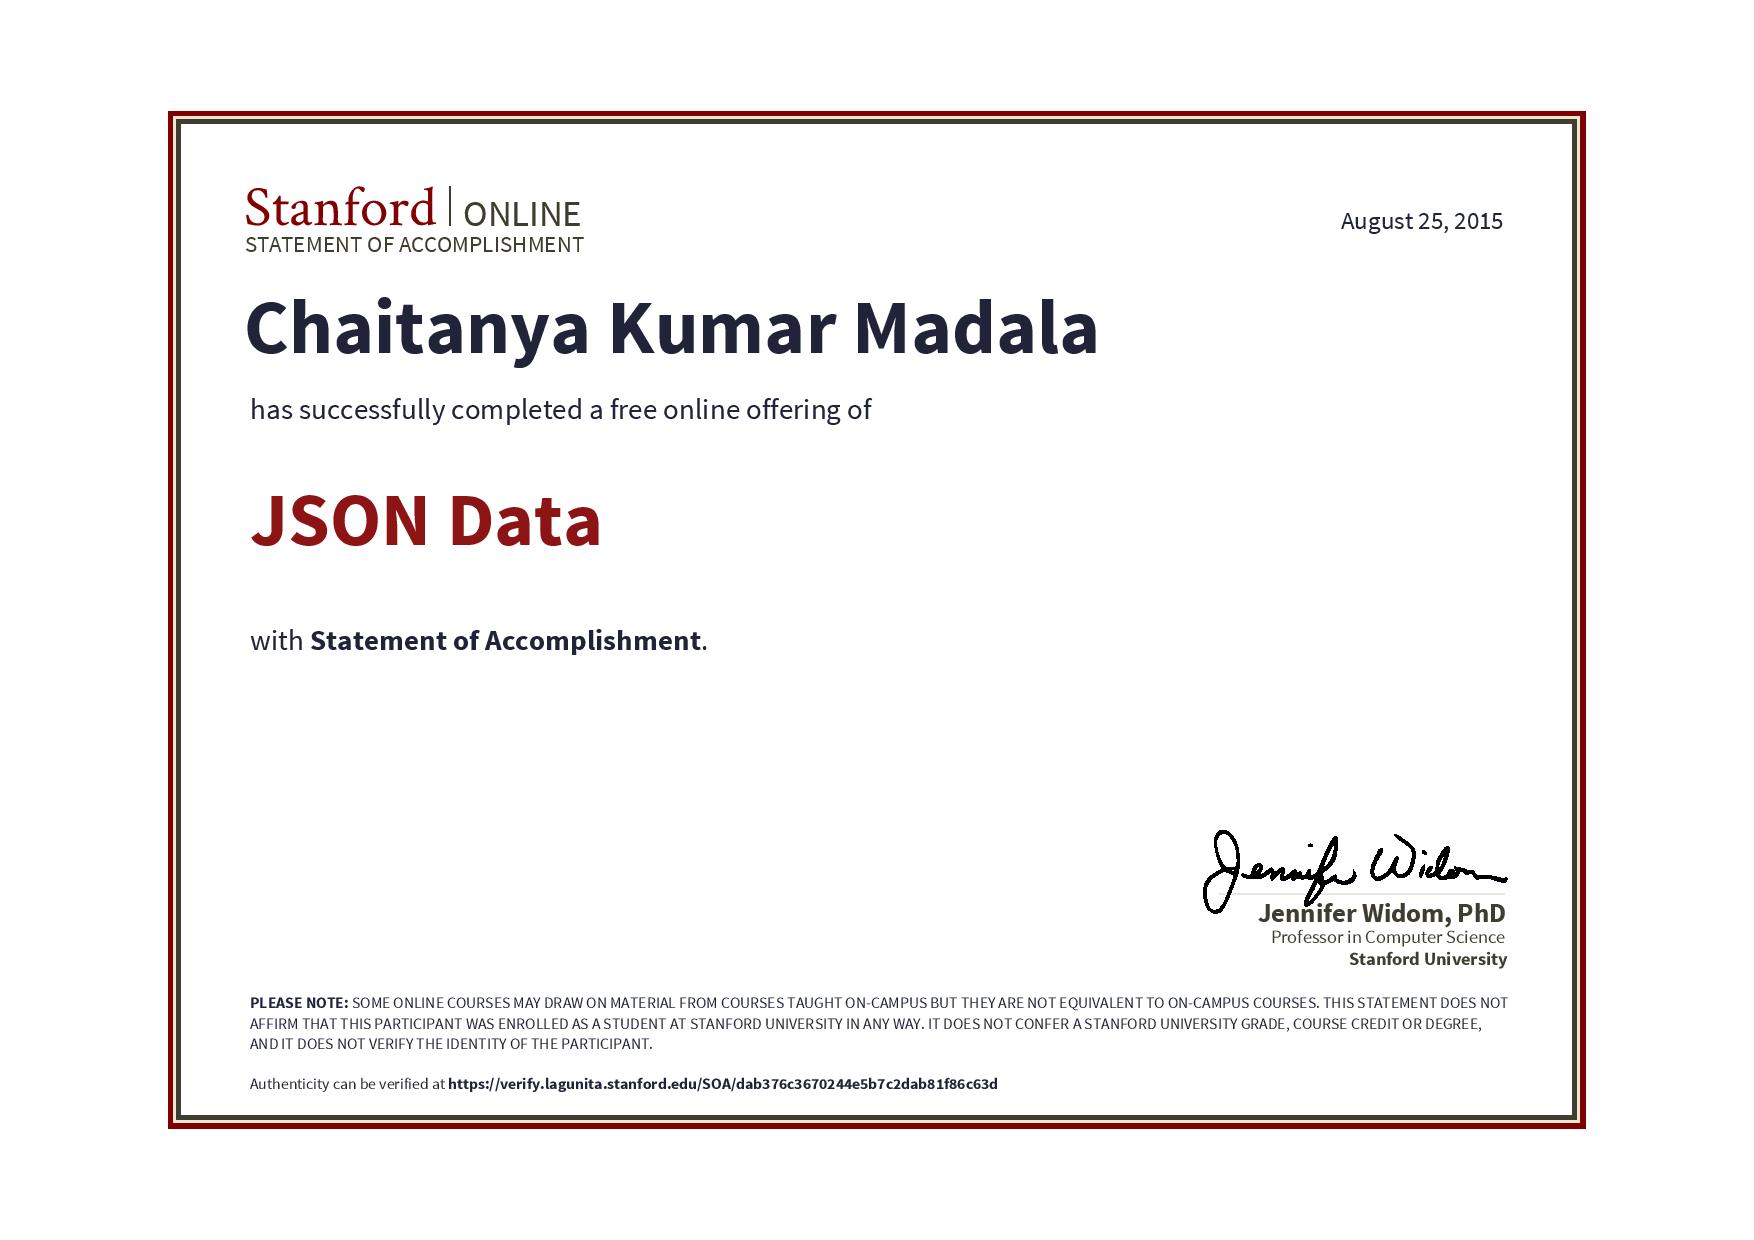 Stanford | ONLINE
STATEMENT OF ACCOMPLISHMENT
August 25, 2015
Chaitanya Kumar Madala
has successfully completed a free online offering of
JSON Data
with Statement of Accomplishment.
Jennifer Widom
Jennifer Widom, PhD
Professor in Computer Science
Stanford University
PLEASE NOTE: SOME ONLINE COURSES MAY DRAW ON MATERIAL FROM COURSES TAUGHT ON-CAMPUS BUT THEY ARE NOT EQUIVALENT TO ON-CAMPUS COURSES. THIS STATEMENT DOES NOT
AFFIRM THAT THIS PARTICIPANT WAS ENROLLED AS A STUDENT AT STANFORD UNIVERSITY IN ANY WAY. IT DOES NOT CONFER A STANFORD UNIVERSITY GRADE, COURSE CREDIT OR DEGREE,
AND IT DOES NOT VERIFY THE IDENTITY OF THE PARTICIPANT.
Authenticity can be verified at https://verify.lagunita.stanford.edu/SOA/dab376c3670244e5b7c2dab81f86c63d